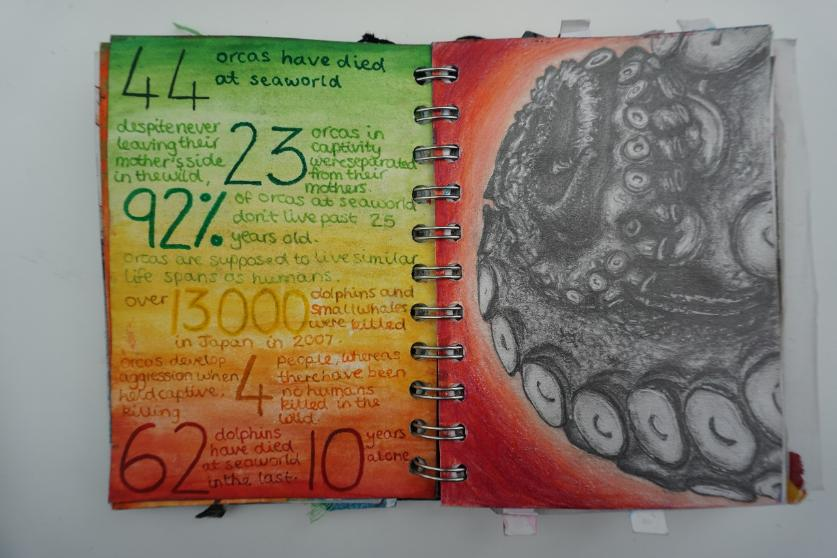 44 orcas have died
at seaworld
despite never
leaving their
mother's side
in the wild,
23
orcas in
captivity
were separated
from their
mothers.
92%
of orcas at seaworld
don't live past 25
years old.
orcas are supposed to live similar
life spans as humans.
over 13000
dolphins and
small whales
were killed
in Japan in 2007.
orcas develop
aggression when
held captive,
killing
4
people, whereas
there have been
no humans
killed in the
wild.
62
dolphins
have died
at seaworld
in the last
10
years
alone